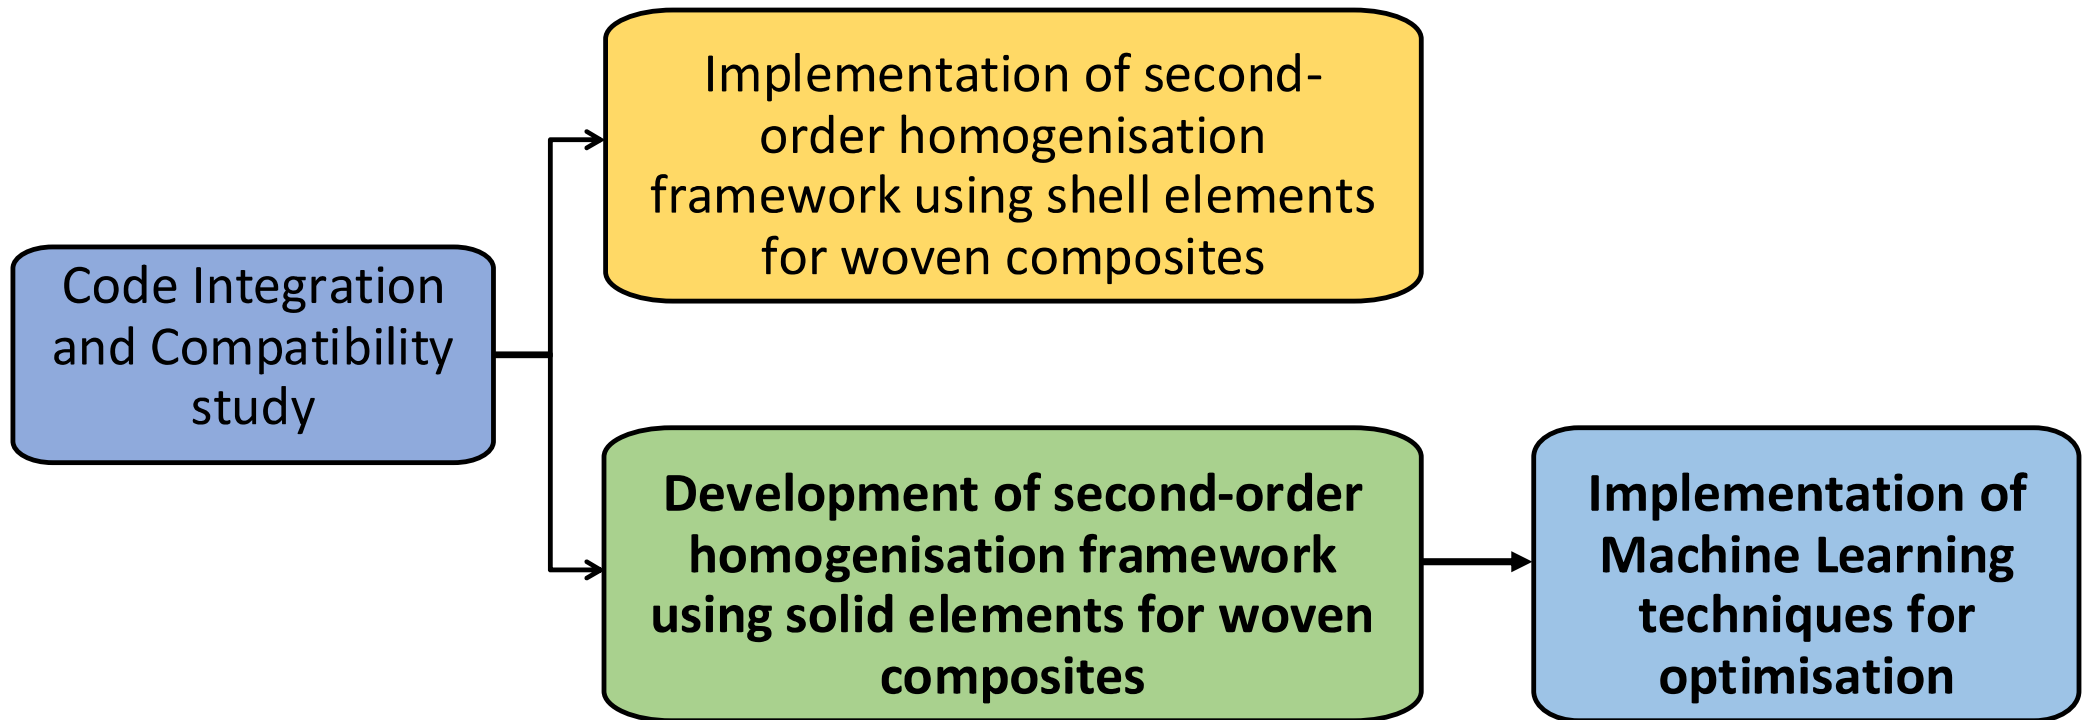 Implementation of second-
order homogenisation
framework using shell elements
for woven composites
Code Integration
and Compatibility
study
Development of second-order
homogenisation framework
using solid elements for woven
composites
Implementation of
Machine Learning
techniques for
optimisation